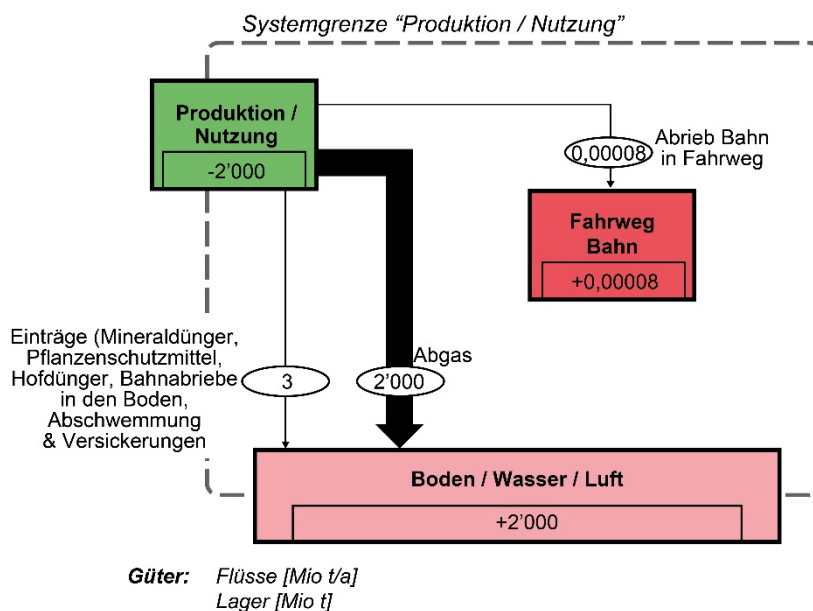 Systemgrenze “Produktion / Nutzung”
Produktion /
Nutzung
-2’000
0,00008
Abrieb Bahn
in Fahrweg
Fahrweg
Bahn
+0,00008
Einträge (Mineraldünger,
Pflanzenschutzmittel,
Hofdünger, Bahnabriebe
in den Boden,
Abschwemmung
& Versickerungen
3
Abgas
2’000
Boden / Wasser / Luft
+2’000
Güter: Flüsse [Mio t/a]
Lager [Mio t]